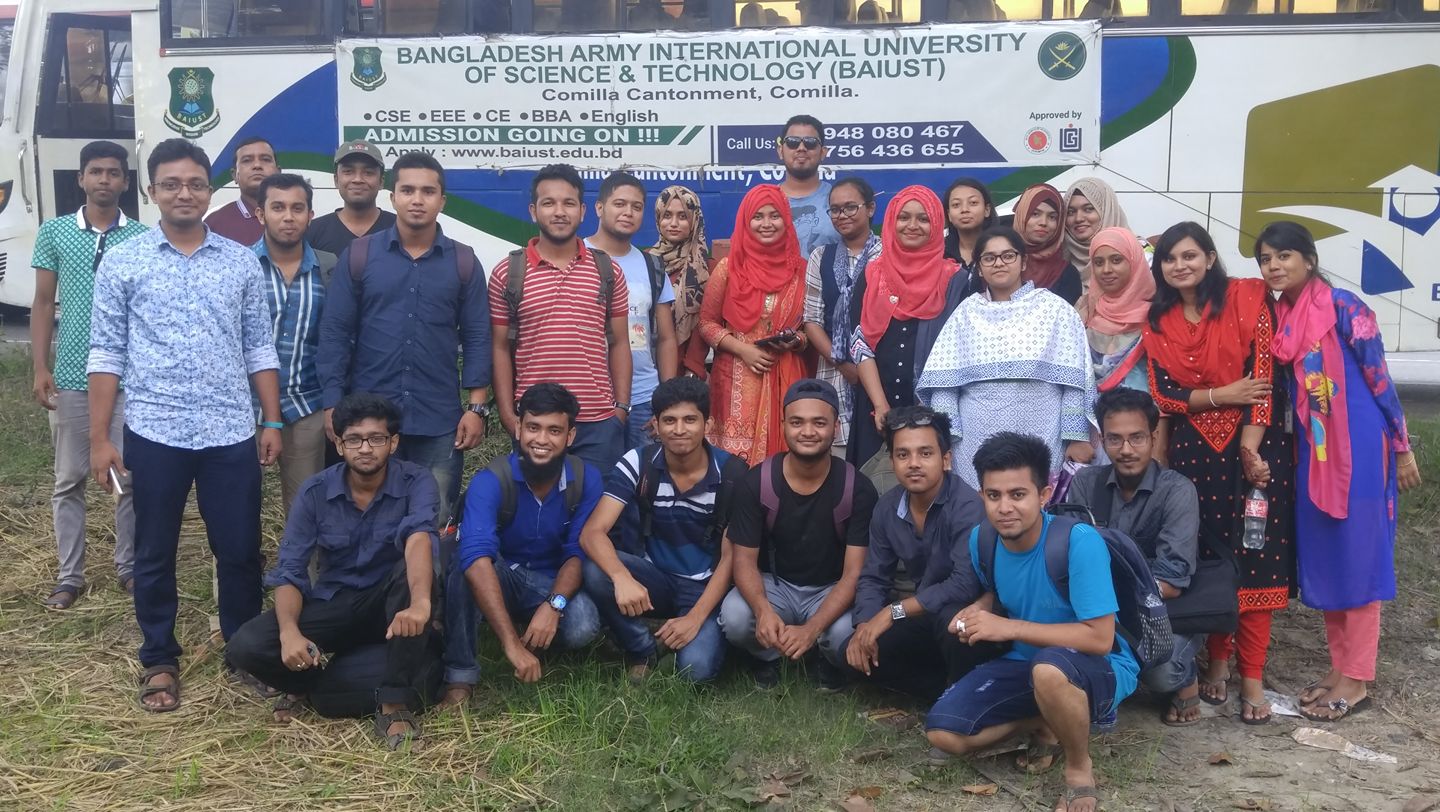 BANGLADESH ARMY INTERNATIONAL UNIVERSITY
OF SCIENCE & TECHNOLOGY (BAIUST)
Comilla Cantonment, Comilla.
• CSE • EEE • CE • BBA • English
ADMISSION GOING ON !!!
Apply : www.baiust.edu.bd
Call Us:
948 080 467
756 436 655
Approved by
BAIUST
BAIUST